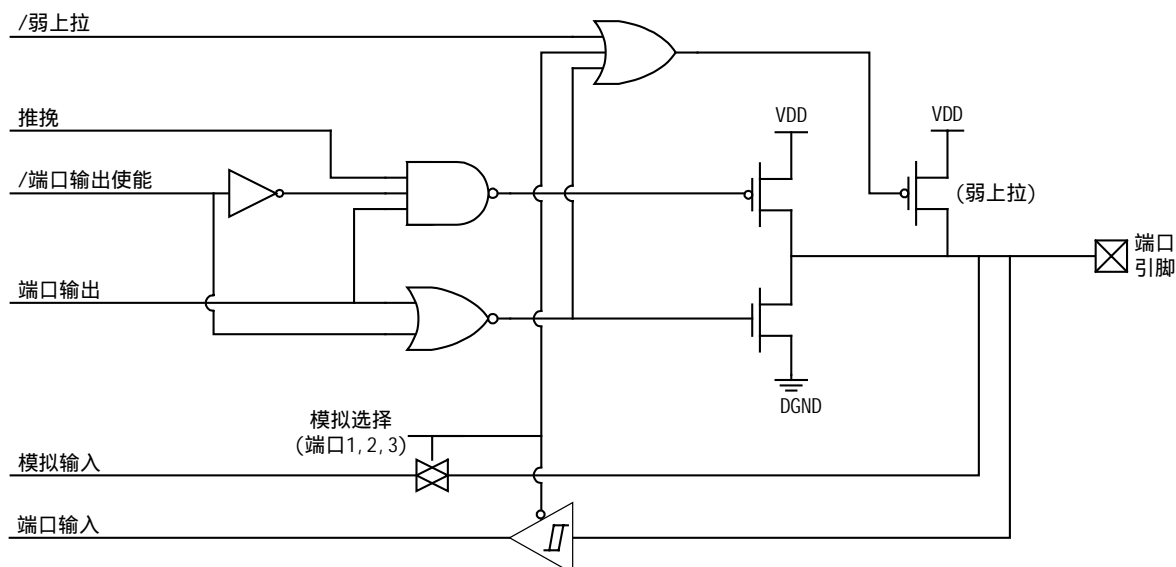 /弱上拉
推挽
VDD
VDD
/端口输出使能
(弱上拉)
端口
引脚
端口输出
DGND
模拟选择
(端口1,2,3)
模拟输入
端口输入